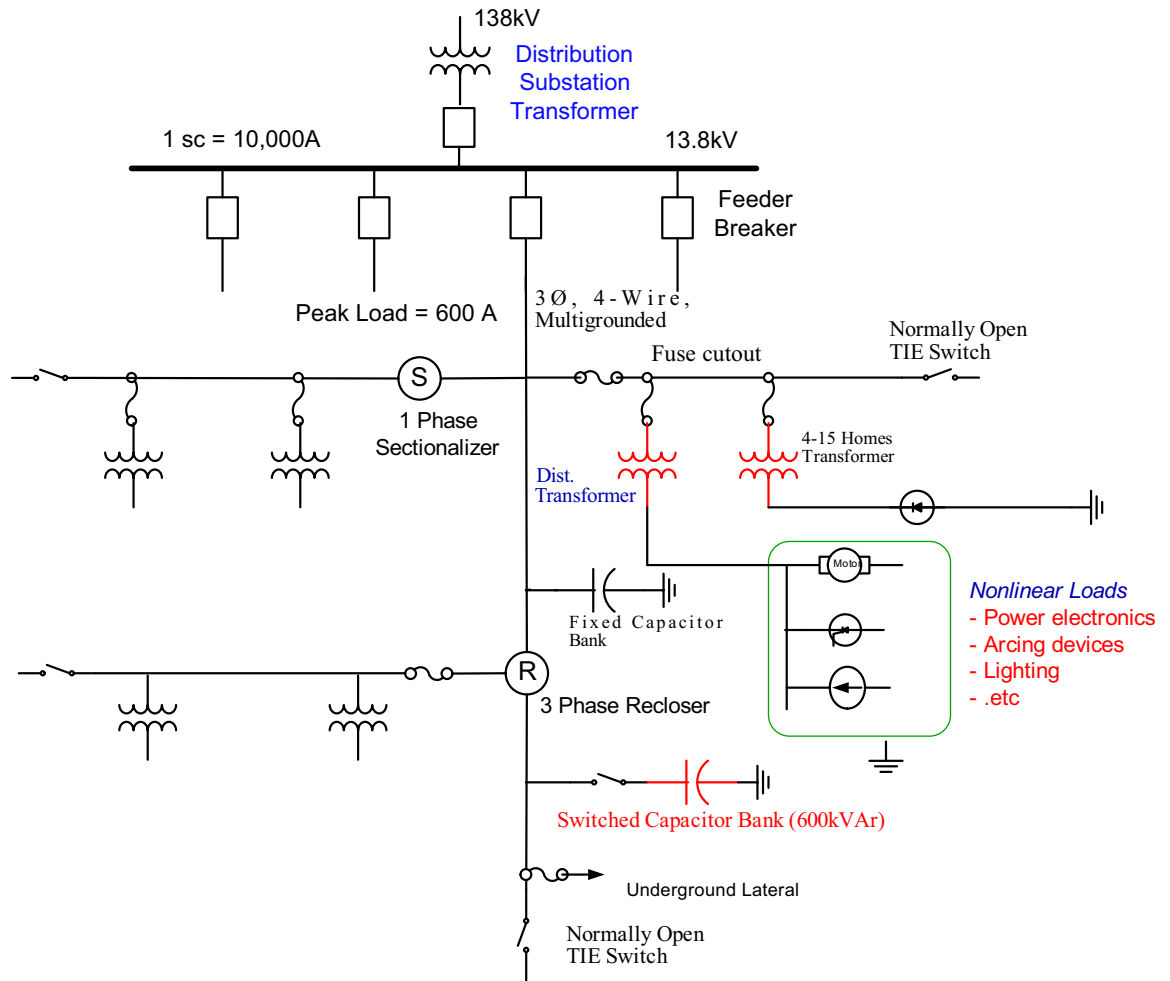 138kV
Distribution
Substation
Transformer
1 sc = 10,000A
13.8kV
Feeder
Breaker
Peak Load = 600 A
3Ø, 4-Wire,
Multigrounded
Normally Open
TIE Switch
Fuse cutout
S
1 Phase
Sectionalizer
4-15 Homes
Transformer
Dist.
Transformer
Motor
Fixed Capacitor
Bank
Nonlinear Loads
- Power electronics
- Arcing devices
- Lighting
- .etc
R
3 Phase Recloser
Switched Capacitor Bank (600kVAr)
Underground Lateral
Normally Open
TIE Switch